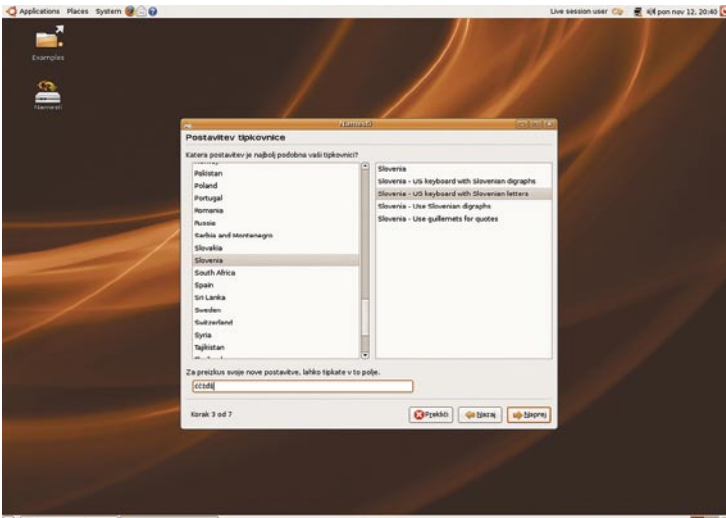 Applications Places System
Live session user
pon nov 12, 20:40
Examples
Namesti
Namesti
Postavitev tipkovnice
Katera postavitev je najbolj podobna vaši tipkovnici?
Pakistan
Poland
Portugal
Romania
Russia
Serbia and Montenegro
Slovakia
Slovenia
South Africa
Spain
Sri Lanka
Sweden
Switzerland
Syria
Tajikistan
Slovenia
Slovenia - US keyboard with Slovenian digraphs
Slovenia - US keyboard with Slovenian letters
Slovenia - Use Slovenian digraphs
Slovenia - Use guillemets for quotes
Za preizkus svoje nove postavitve, lahko tipkate v to polje.
Korak 3 od 7
Prekliči
Nazaj
Naprej